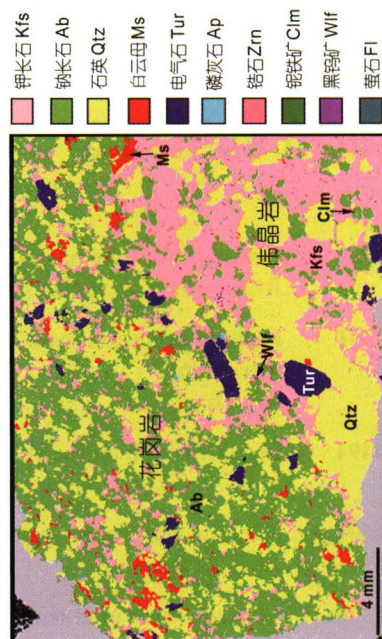 钾长石 Kfs
钠长石 Ab
石英 Qtz
白云母 Ms
电气石 Tur
磷灰石 Ap
锆石 Zrn
铌铁矿 Clm
黑钨矿 Wlf
萤石 Fl
花岗岩
伟晶岩
Ms
Clm
Kfs
Wlf
Tur
Qtz
Ab
4 mm